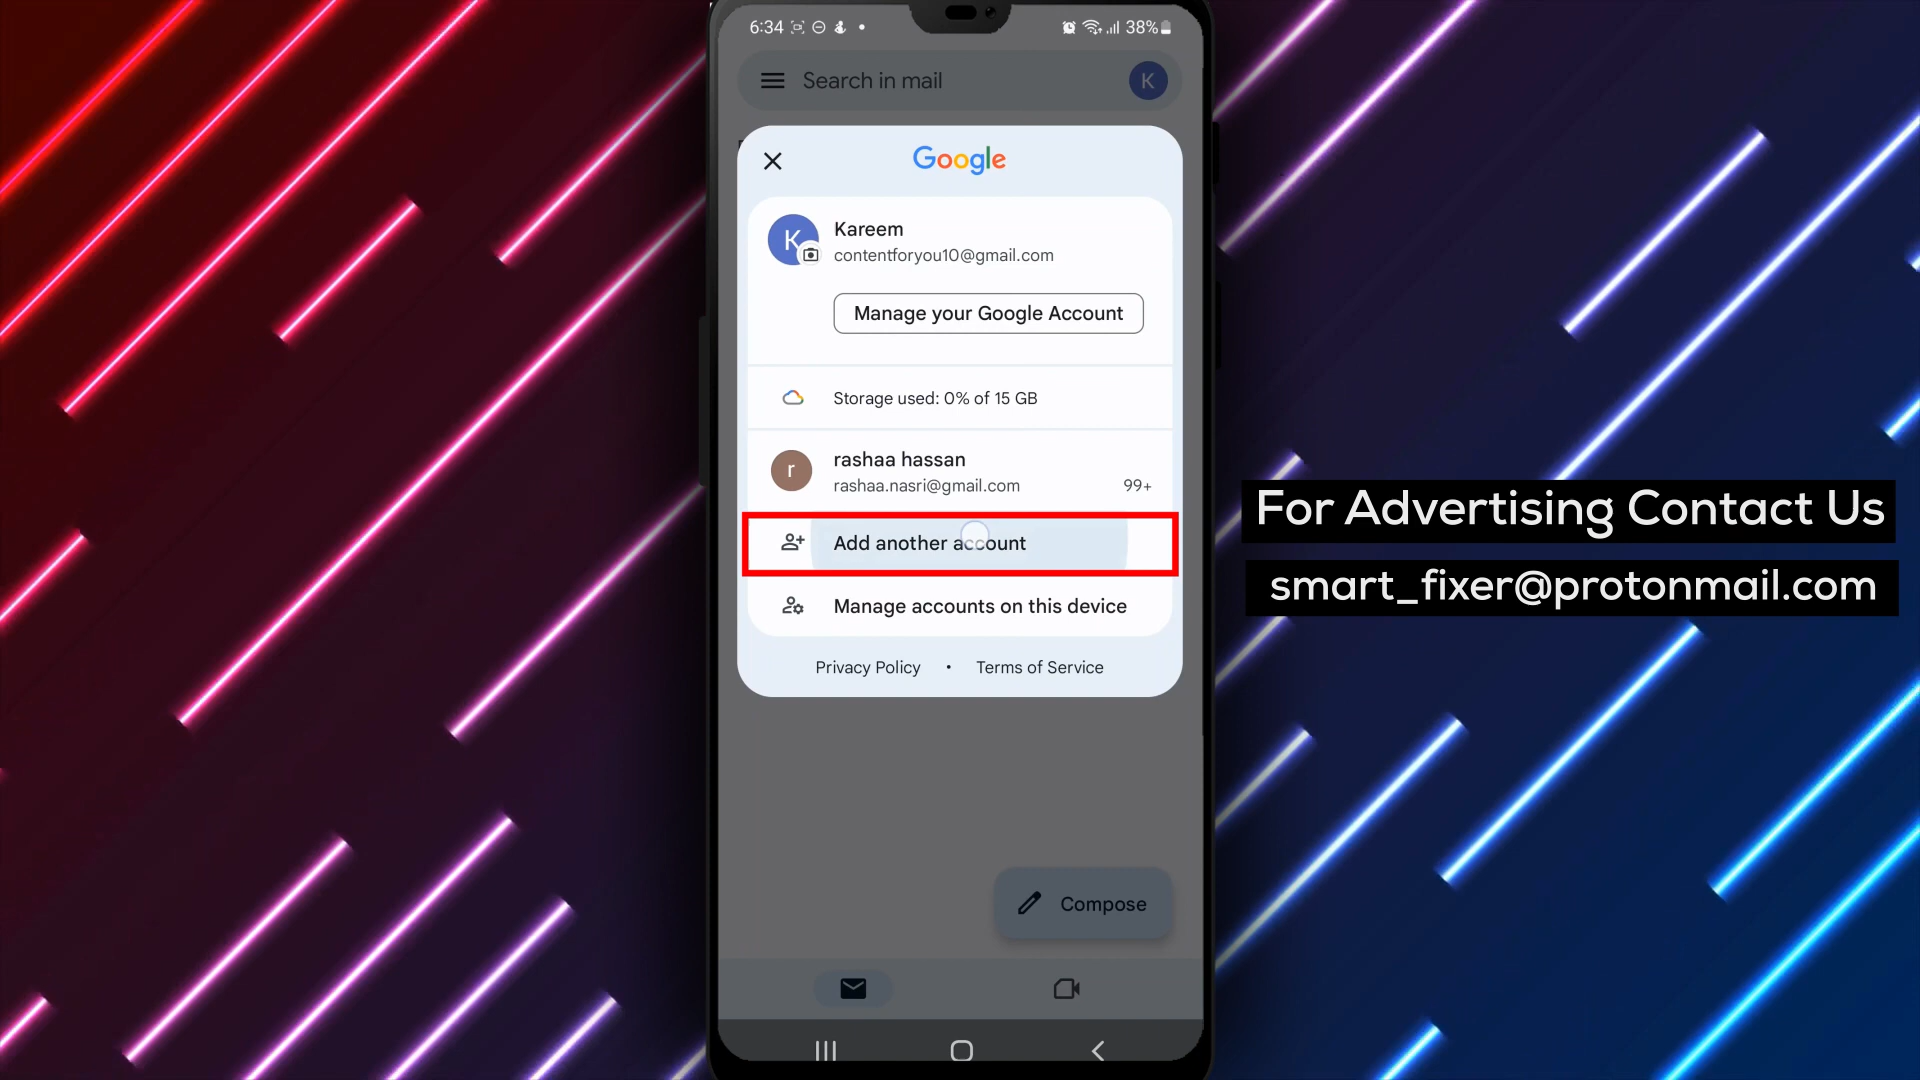 6:34
38%
Search in mail
K
Google
K
Kareem
contentforyou10@gmail.com
Manage your Google Account
Storage used: 0% of 15 GB
r
rashaa hassan
rashaa.nasri@gmail.com
99+
Add another account
Manage accounts on this device
Privacy Policy • Terms of Service
Compose
For Advertising Contact Us
smart_fixer@protonmail.com